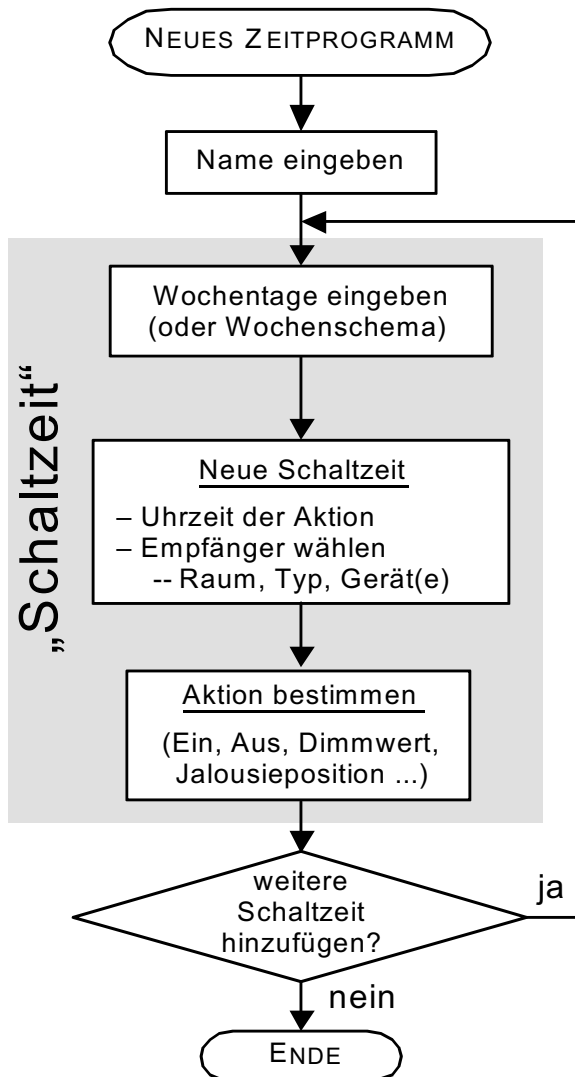 NEUES ZEITPROGRAMM
Name eingeben
Wochentage eingeben
(oder Wochenschema)
„Schaltzeit“
Neue Schaltzeit
– Uhrzeit der Aktion
– Empfänger wählen
-- Raum, Typ, Gerät(e)
Aktion bestimmen
(Ein, Aus, Dimmwert,
Jalousieposition ...)
weitere
Schaltzeit
hinzufügen?
ja
nein
ENDE